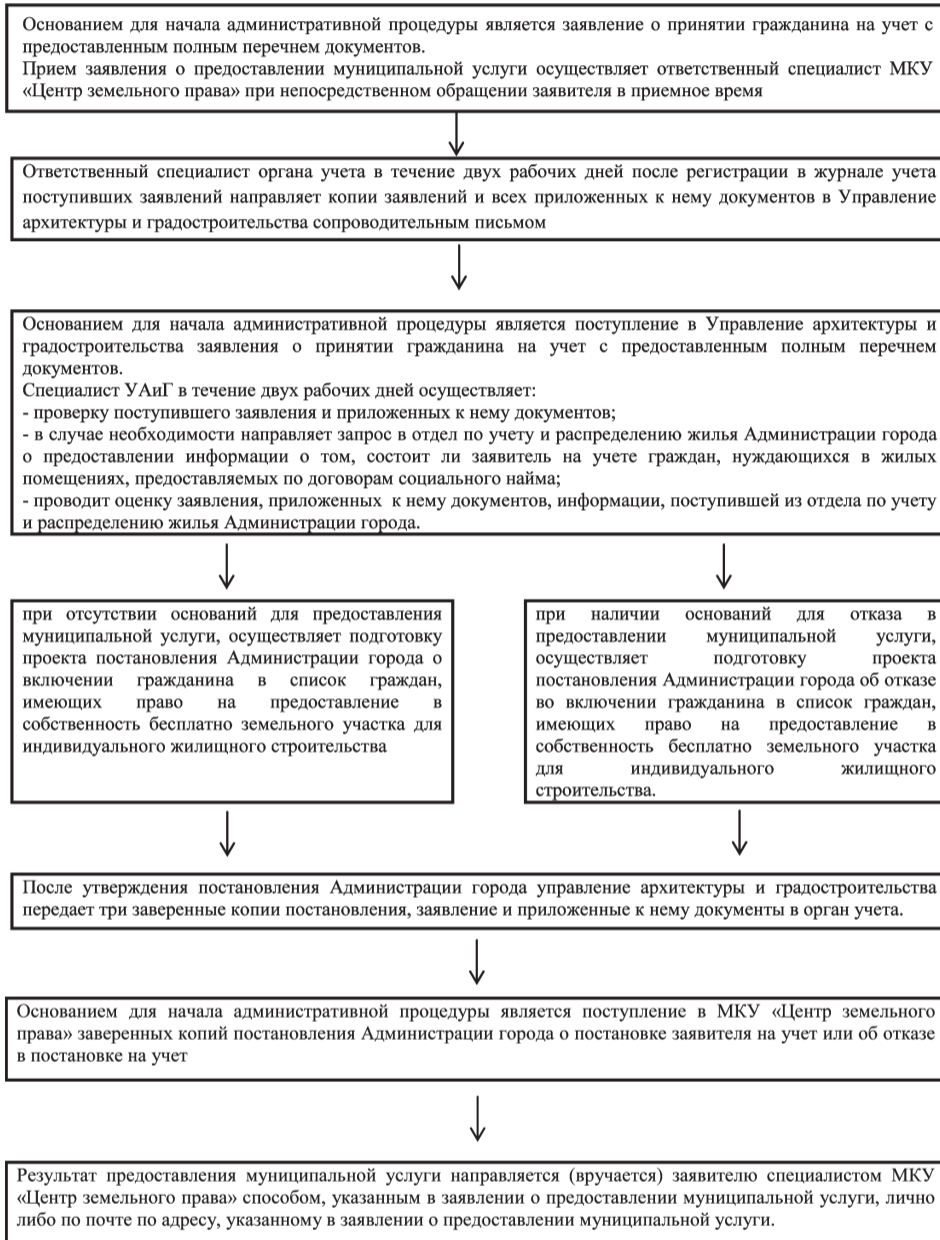 Основанием для начала административной процедуры является заявление о принятии гражданина на учет с
предоставленным полным перечнем документов.
Прием заявления о предоставлении муниципальной услуги осуществляет ответственный специалист МКУ
«Центр земельного права» при непосредственном обращении заявителя в приемное время
Ответственный специалист органа учета в течение двух рабочих дней после регистрации в журнале учета
поступивших заявлений направляет копии заявлений и всех приложенных к нему документов в Управление
архитектуры и градостроительства сопроводительным письмом
Основанием для начала административной процедуры является поступление в Управление архитектуры и
градостроительства заявления о принятии гражданина на учет с предоставленным полным перечнем
документов.
Специалист УАиГ в течение двух рабочих дней осуществляет:
- проверку поступившего заявления и приложенных к нему документов;
- в случае необходимости направляет запрос в отдел по учету и распределению жилья Администрации города
о предоставлении информации о том, состоит ли заявитель на учете граждан, нуждающихся в жилых
помещениях, предоставляемых по договорам социального найма;
- проводит оценку заявления, приложенных к нему документов, информации, поступившей из отдела по учету
и распределению жилья Администрации города.
при отсутствии оснований для предоставления
муниципальной услуги, осуществляет подготовку
проекта постановления Администрации города о
включении гражданина в список граждан,
имеющих право на предоставление в
собственность бесплатно земельного участка для
индивидуального жилищного строительства
при наличии оснований для отказа в
предоставлении муниципальной услуги,
осуществляет подготовку проекта
постановления Администрации города об отказе
во включении гражданина в список граждан,
имеющих право на предоставление в
собственность бесплатно земельного участка
для индивидуального жилищного
строительства.
После утверждения постановления Администрации города управление архитектуры и градостроительства
передает три заверенные копии постановления, заявление и приложенные к нему документы в орган учета.
Основанием для начала административной процедуры является поступление в МКУ «Центр земельного
права» заверенных копий постановления Администрации города о постановке заявителя на учет или об отказе
в постановке на учет
Результат предоставления муниципальной услуги направляется (вручается) заявителю специалистом МКУ
«Центр земельного права» способом, указанным в заявлении о предоставлении муниципальной услуги, лично
либо по почте по адресу, указанному в заявлении о предоставлении муниципальной услуги.